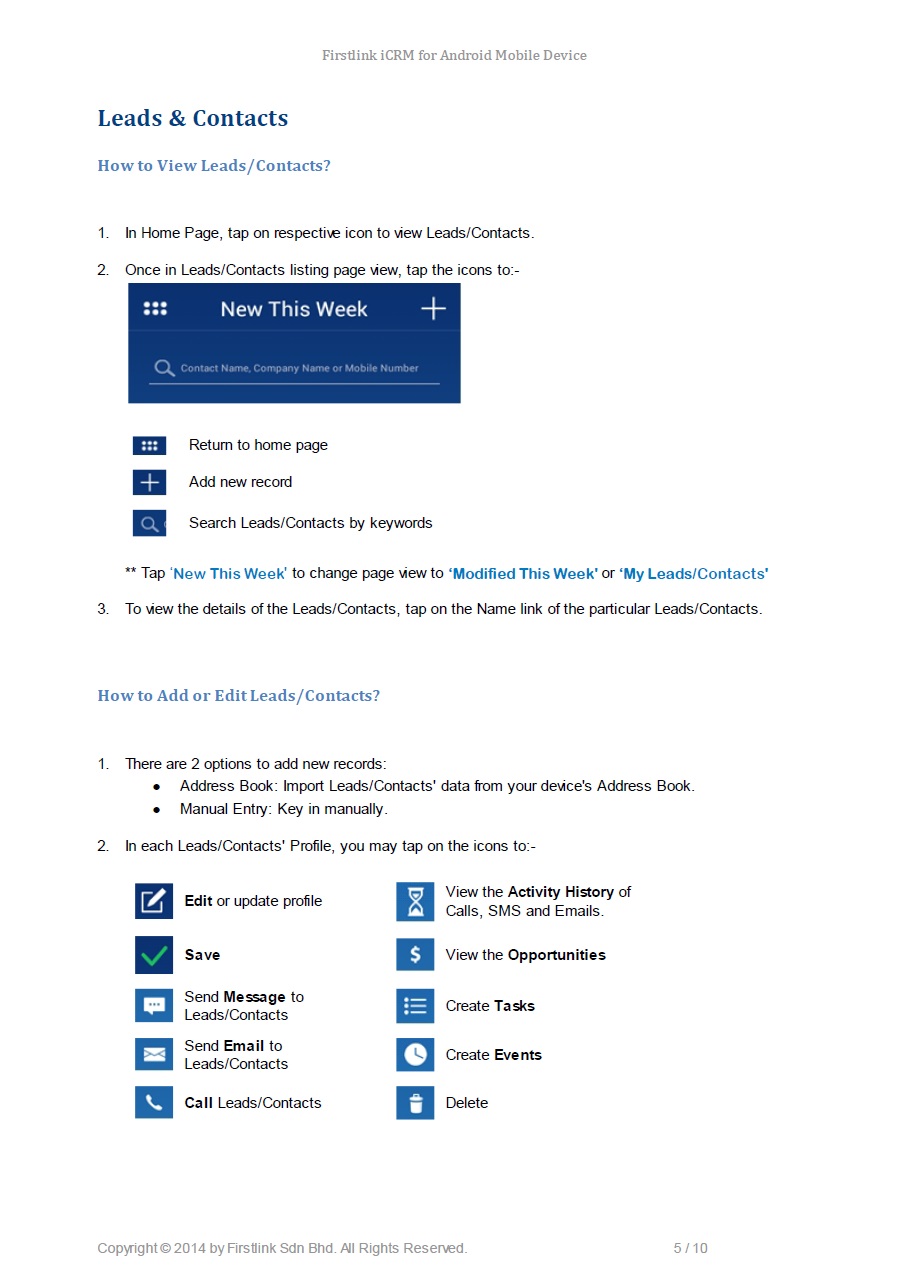 Firstlink iCRM for Android Mobile Device
Leads & Contacts
How to View Leads/Contacts?
1. In Home Page, tap on respective icon to view Leads/Contacts.
2. Once in Leads/Contacts listing page view, tap the icons to:-
New This Week
Contact Name, Company Name or Mobile Number
Return to home page
Add new record
Search Leads/Contacts by keywords
** Tap ‘New This Week’ to change page view to ‘Modified This Week’ or ‘My Leads/Contacts’
3. To view the details of the Leads/Contacts, tap on the Name link of the particular Leads/Contacts.
How to Add or Edit Leads/Contacts?
1. There are 2 options to add new records:
● Address Book: Import Leads/Contacts' data from your device's Address Book.
● Manual Entry: Key in manually.
2. In each Leads/Contacts' Profile, you may tap on the icons to:-
Edit or update profile
View the Activity History of
Calls, SMS and Emails.
Save
$
View the Opportunities
Send Message to
Leads/Contacts
Create Tasks
Send Email to
Leads/Contacts
Create Events
Call Leads/Contacts
Delete
Copyright © 2014 by Firstlink Sdn Bhd. All Rights Reserved.
5 / 10